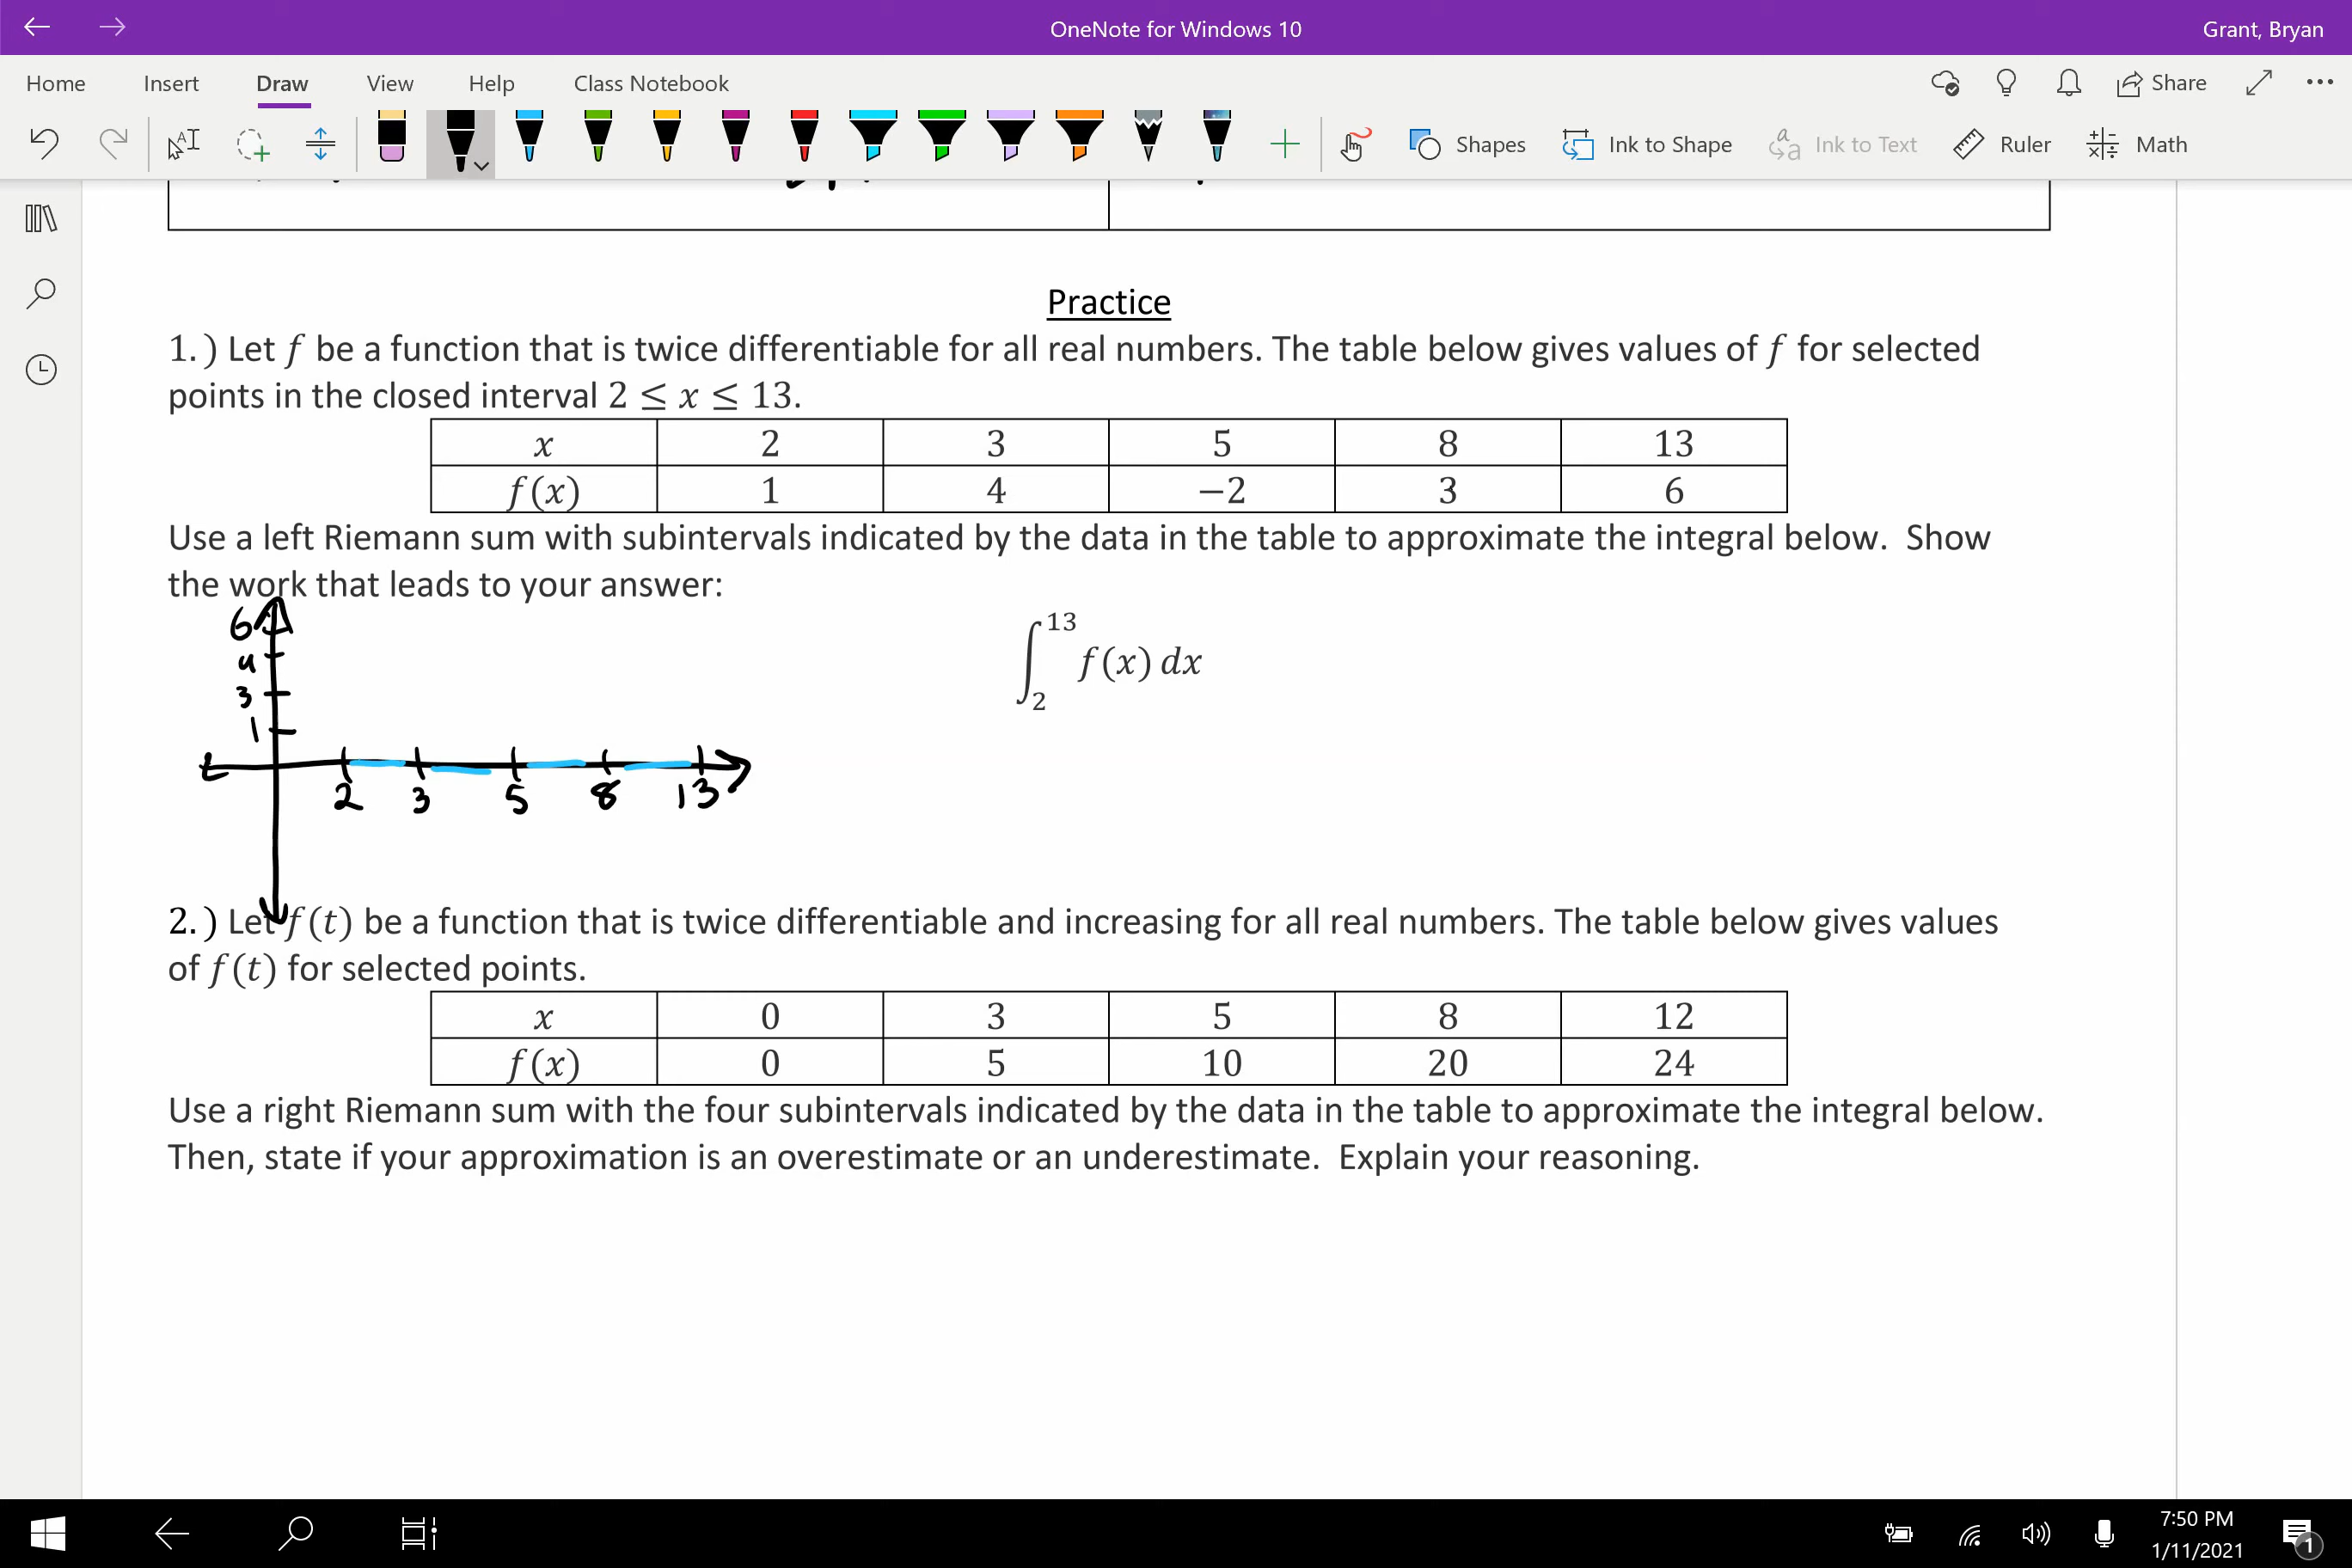 OneNote for Windows 10
Grant, Bryan
Home Insert Draw View Help Class Notebook Share
Shapes Ink to Shape Ink to Text Ruler Math
Practice
1.) Let f be a function that is twice differentiable for all real numbers. The table below gives values of f for selected
points in the closed interval 2 ≤ x ≤ 13.
x 2 3 5 8 13
f(x) 1 4 −2 3 6
Use a left Riemann sum with subintervals indicated by the data in the table to approximate the integral below. Show
the work that leads to your answer:
6
4
3
1
2 3 5 8 13
∫_2^13 f(x) dx
2.) Let f(t) be a function that is twice differentiable and increasing for all real numbers. The table below gives values
of f(t) for selected points.
x 0 3 5 8 12
f(x) 0 5 10 20 24
Use a right Riemann sum with the four subintervals indicated by the data in the table to approximate the integral below.
Then, state if your approximation is an overestimate or an underestimate. Explain your reasoning.
7:50 PM
1/11/2021
1